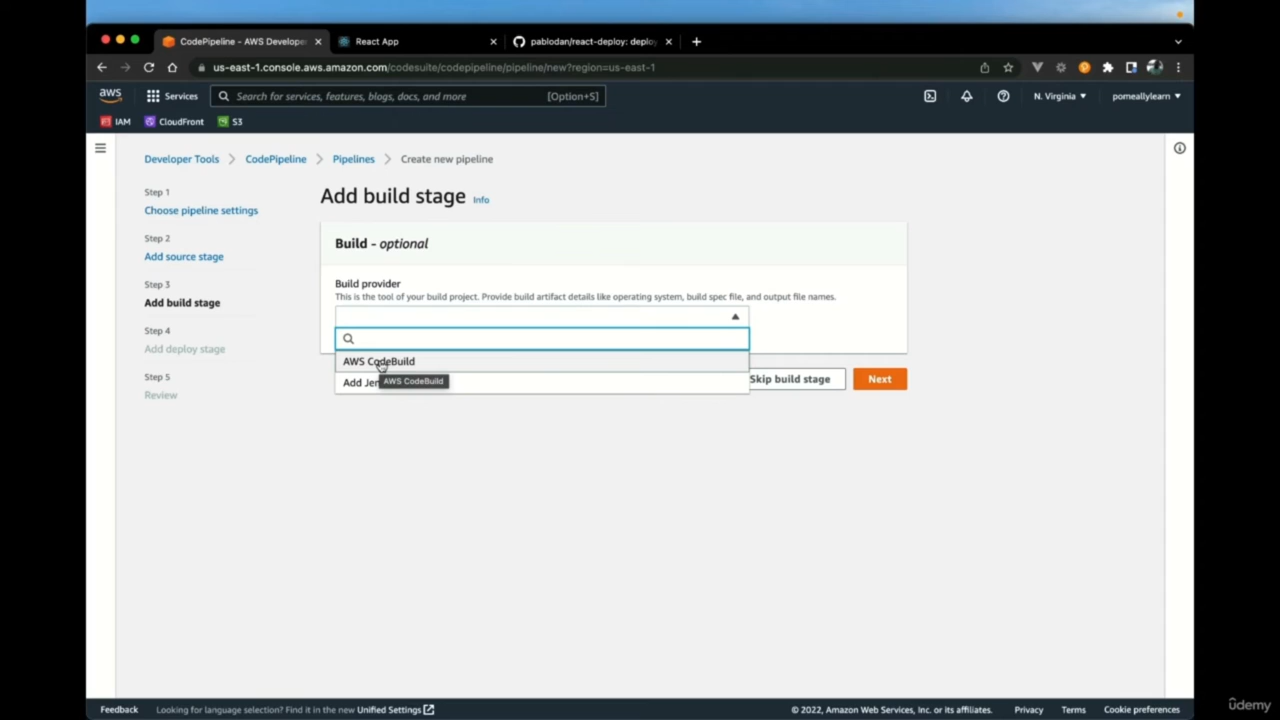 CodePipeline - AWS Develope
React App
pablodan/react-deploy: deploy
us-east-1.console.aws.amazon.com/codesuite/codepipeline/pipeline/new?region=us-east-1
aws
Services
Search for services, features, blogs, docs, and more
[Option+S]
N. Virginia
pomeallylearn
IAM
CloudFront
S3
Developer Tools
CodePipeline
Pipelines
Create new pipeline
Step 1
Choose pipeline settings
Step 2
Add source stage
Step 3
Add build stage
Step 4
Add deploy stage
Step 5
Review
Add build stage Info
Build - optional
Build provider
This is the tool of your build project. Provide build artifact details like operating system, build spec file, and output file names.
AWS CodeBuild
Add Je
AWS CodeBuild
Skip build stage
Next
Feedback
Looking for language selection? Find it in the new Unified Settings
© 2022, Amazon Web Services, Inc. or its affiliates.
Privacy
Terms
Cookie preferences
ûdemy